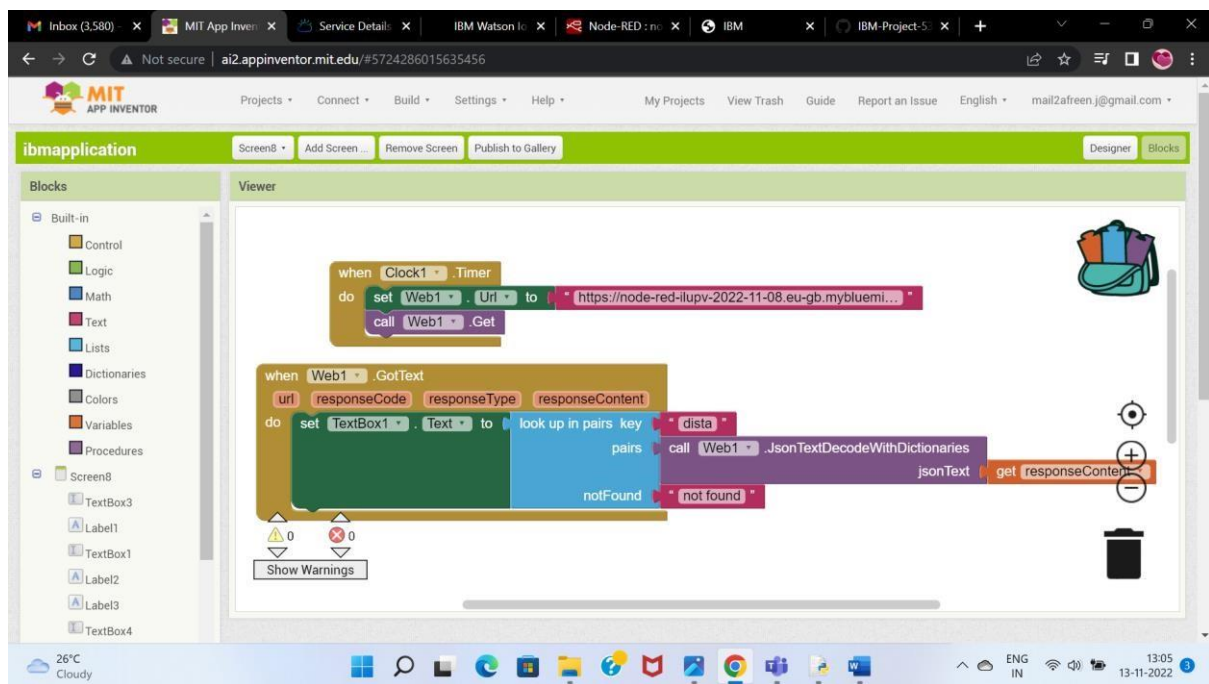 Inbox (3,580) -
MIT App Inven
Service Details
IBM Watson Io
Node-RED : no
IBM
IBM-Project-53
Not secure | ai2.appinventor.mit.edu/#5724286015635456
MIT
APP INVENTOR
Projects Connect Build Settings Help My Projects View Trash Guide Report an Issue English mail2afreen.j@gmail.com
ibmapplication Screen8 Add Screen ... Remove Screen Publish to Gallery Designer Blocks
Blocks Viewer
Built-in
Control
Logic
Math
Text
Lists
Dictionaries
Colors
Variables
Procedures
Screen8
TextBox3
Label1
TextBox1
Label2
Label3
TextBox4
when Clock1 .Timer
do set Web1 . Url to " https://node-red-ilupv-2022-11-08.eu-gb.mybluemi... "
call Web1 .Get
when Web1 .GotText
url responseCode responseType responseContent
do set TextBox1 . Text to look up in pairs key " dista "
pairs call Web1 .JsonTextDecodeWithDictionaries
jsonText get responseContent
notFound " not found "
0 0
Show Warnings
26°C
Cloudy
ENG
IN
13:05
13-11-2022
3